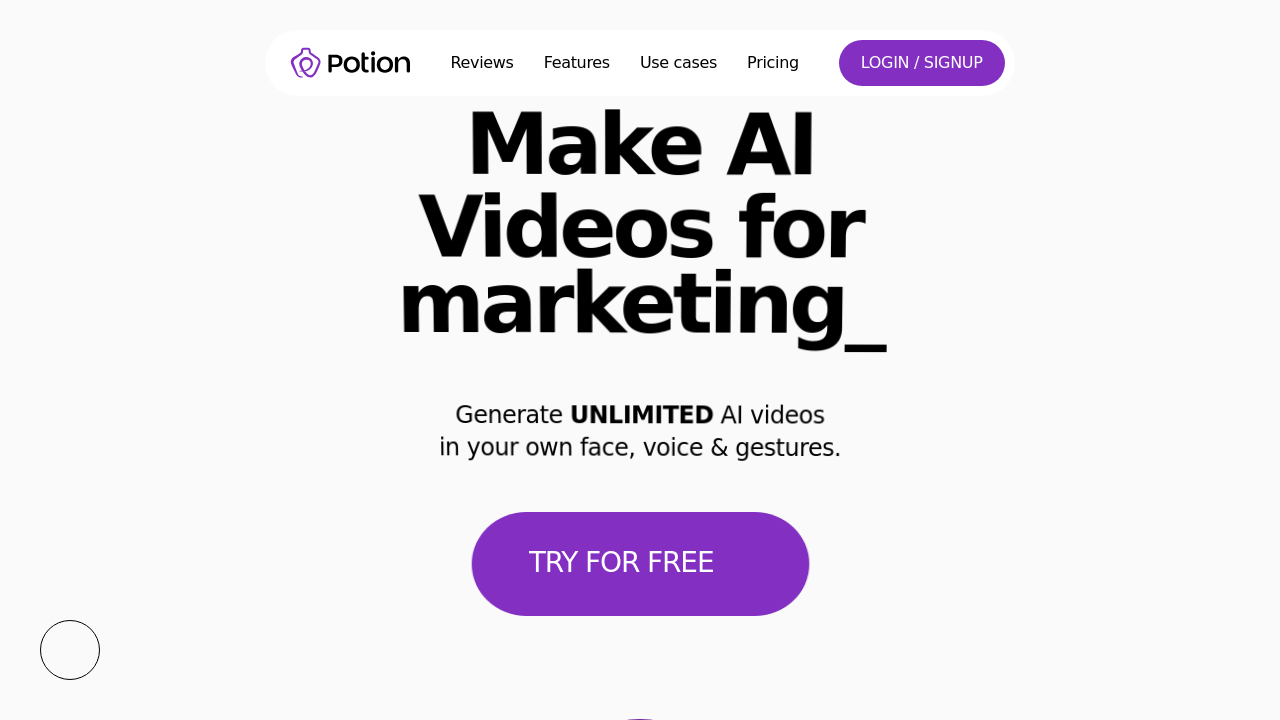 Potion
Reviews
Features
Use cases
Pricing
LOGIN / SIGNUP
Make AI
Videos for
marketing_
Generate UNLIMITED AI videos
in your own face, voice & gestures.
TRY FOR FREE